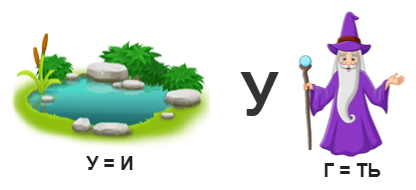 У = И
У
Г = ТЬ